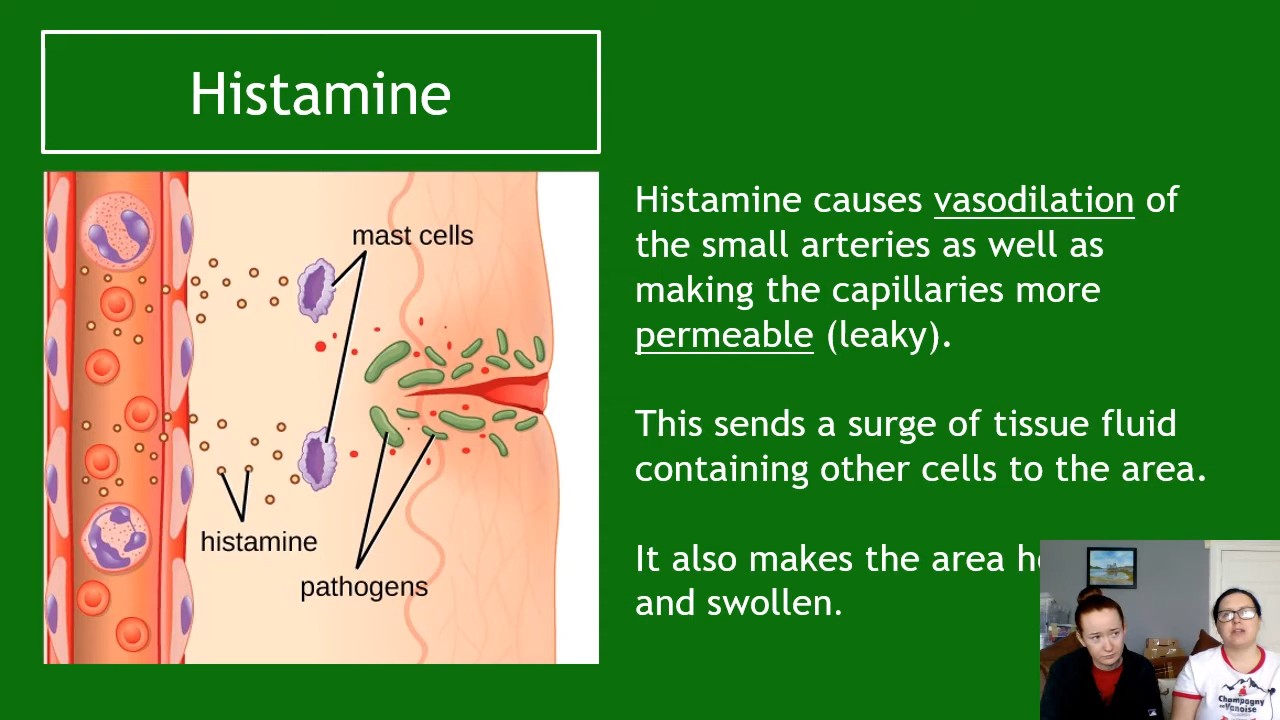 Histamine
mast cells
histamine
pathogens
Histamine causes vasodilation of
the small arteries as well as
making the capillaries more
permeable (leaky).
This sends a surge of tissue fluid
containing other cells to the area.
It also makes the area
and swollen.
Champagny
Vanoise